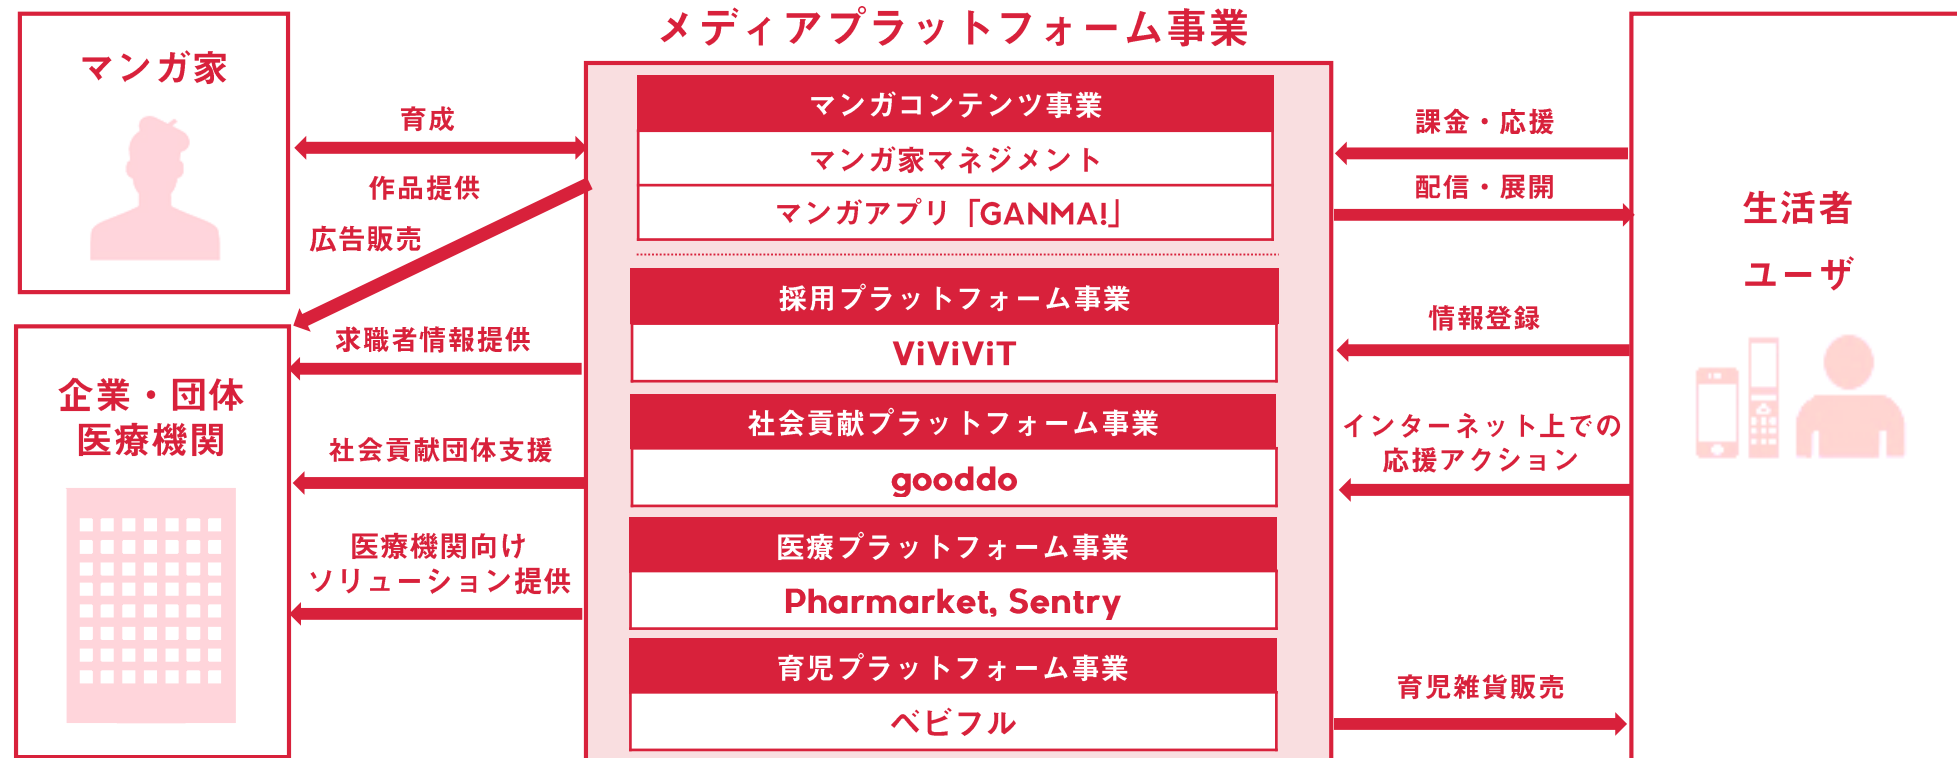 メディアプラットフォーム事業
マンガ家
育成
作品提供
広告販売
求職者情報提供
企業・団体
医療機関
社会貢献団体支援
医療機関向け
ソリューション提供
マンガコンテンツ事業
マンガ家マネジメント
マンガアプリ「GANMA!」
採用プラットフォーム事業
ViViViT
社会貢献プラットフォーム事業
gooddo
医療プラットフォーム事業
Pharmarket, Sentry
育児プラットフォーム事業
ベビフル
課金・応援
配信・展開
情報登録
インターネット上での
応援アクション
育児雑貨販売
生活者
ユーザ